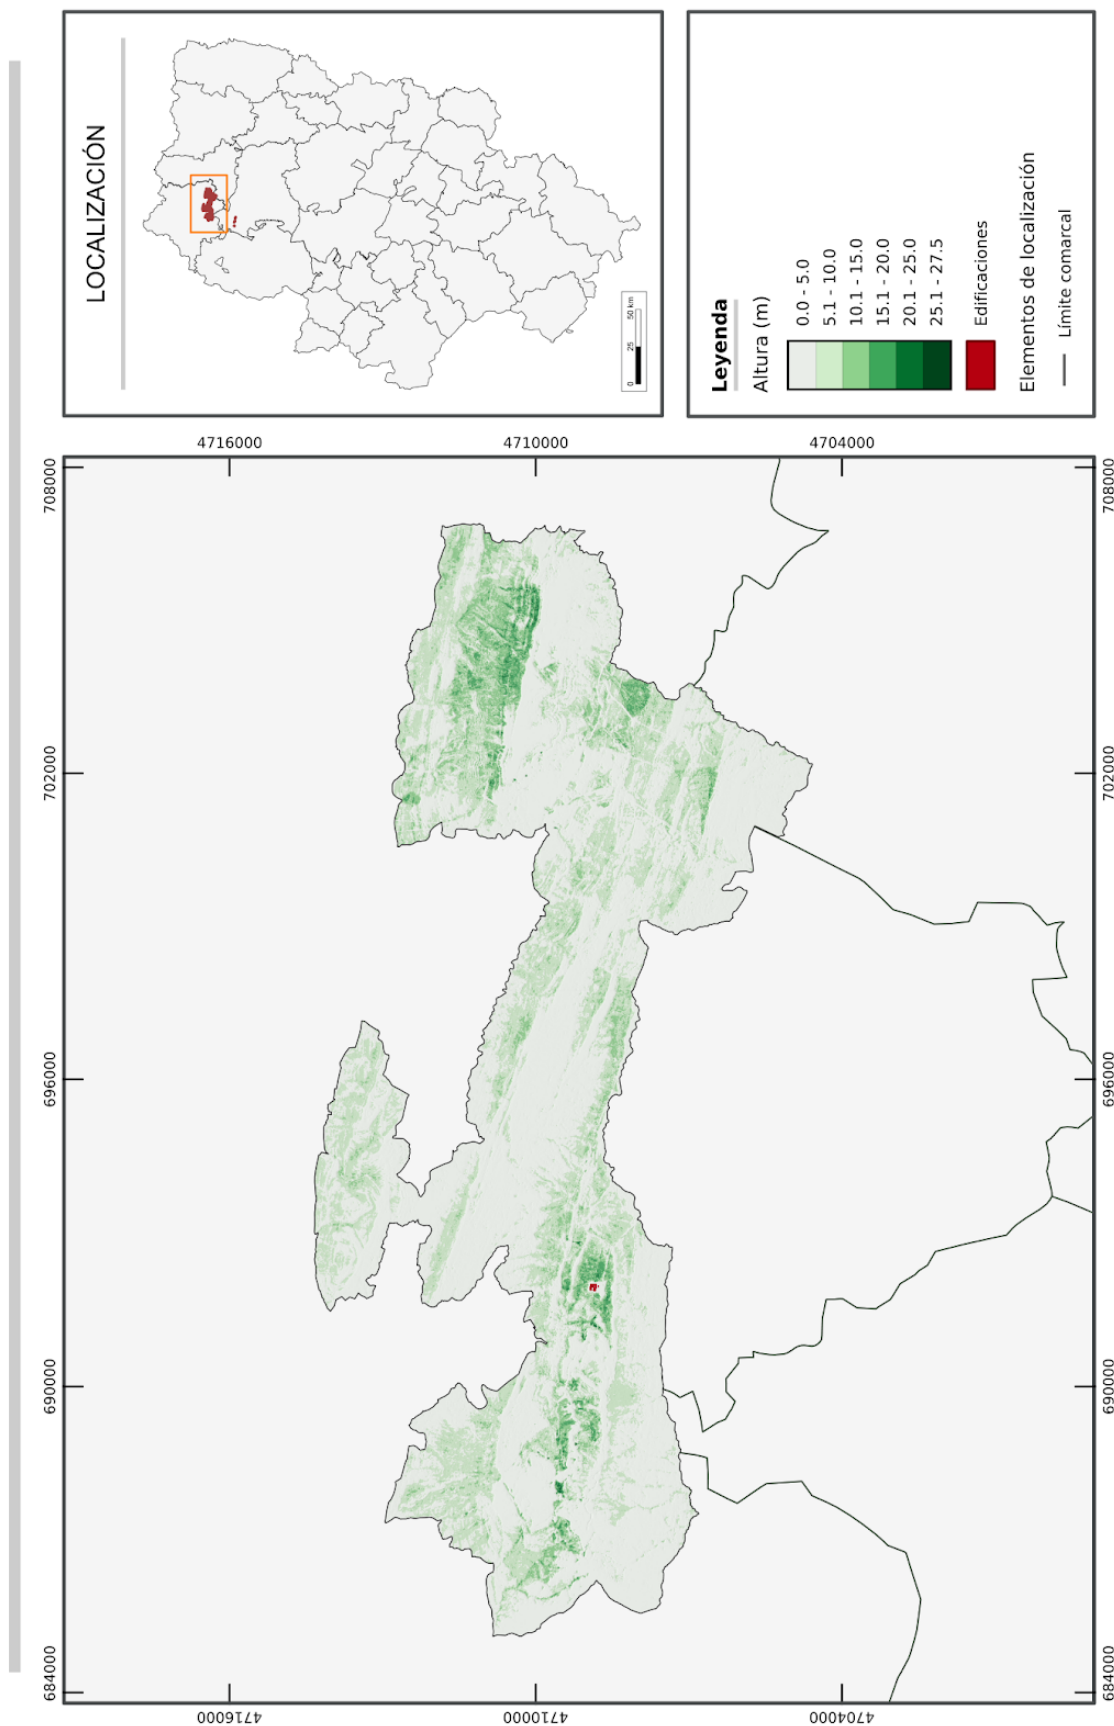 LOCALIZACIÓN
0 25 50 km
Leyenda
Altura (m)
0.0 - 5.0
5.1 - 10.0
10.1 - 15.0
15.1 - 20.0
20.1 - 25.0
25.1 - 27.5
Edificaciones
Elementos de localización
Límite comarcal
684000 690000 696000 702000 708000
4716000
4710000
4704000
4716000
4710000
4704000
684000 690000 696000 702000 708000